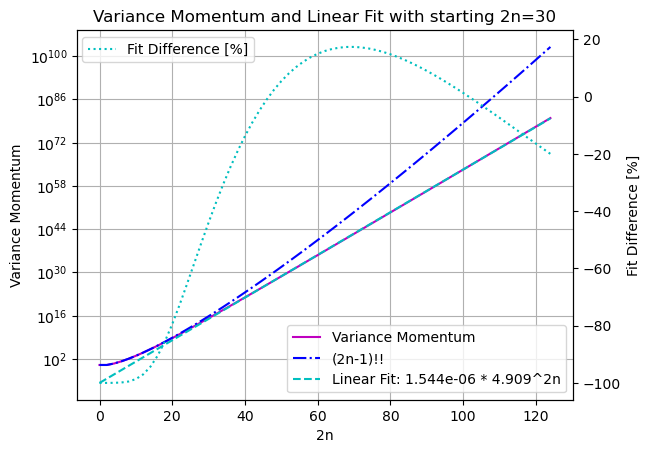 Variance Momentum and Linear Fit with starting 2n=30
Fit Difference [%]
10^100
10^86
10^72
10^58
10^44
10^30
10^16
10^2
Variance Momentum
20
0
−20
−40
−60
−80
−100
Fit Difference [%]
Variance Momentum
(2n-1)!!
Linear Fit: 1.544e-06 * 4.909^2n
0 20 40 60 80 100 120
2n